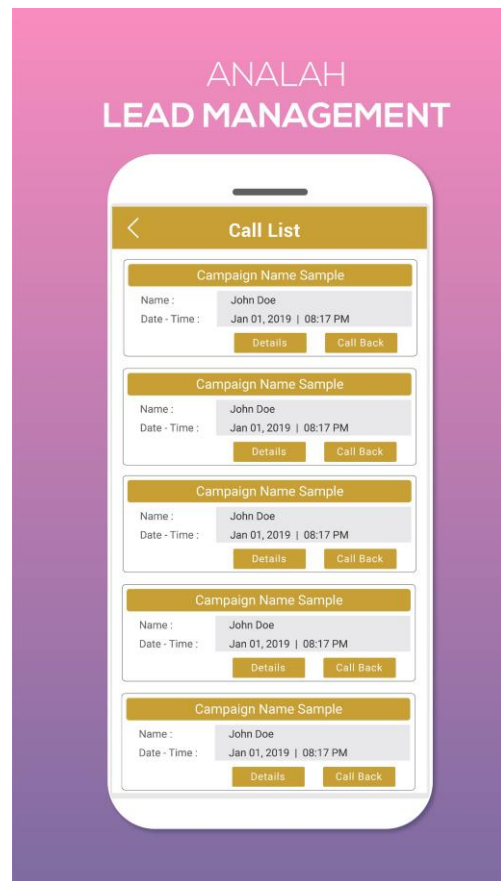 ANALAH
LEAD MANAGEMENT
Call List
Campaign Name Sample
Name : John Doe
Date - Time : Jan 01, 2019 | 08:17 PM
Details Call Back
Campaign Name Sample
Name : John Doe
Date - Time : Jan 01, 2019 | 08:17 PM
Details Call Back
Campaign Name Sample
Name : John Doe
Date - Time : Jan 01, 2019 | 08:17 PM
Details Call Back
Campaign Name Sample
Name : John Doe
Date - Time : Jan 01, 2019 | 08:17 PM
Details Call Back
Campaign Name Sample
Name : John Doe
Date - Time : Jan 01, 2019 | 08:17 PM
Details Call Back